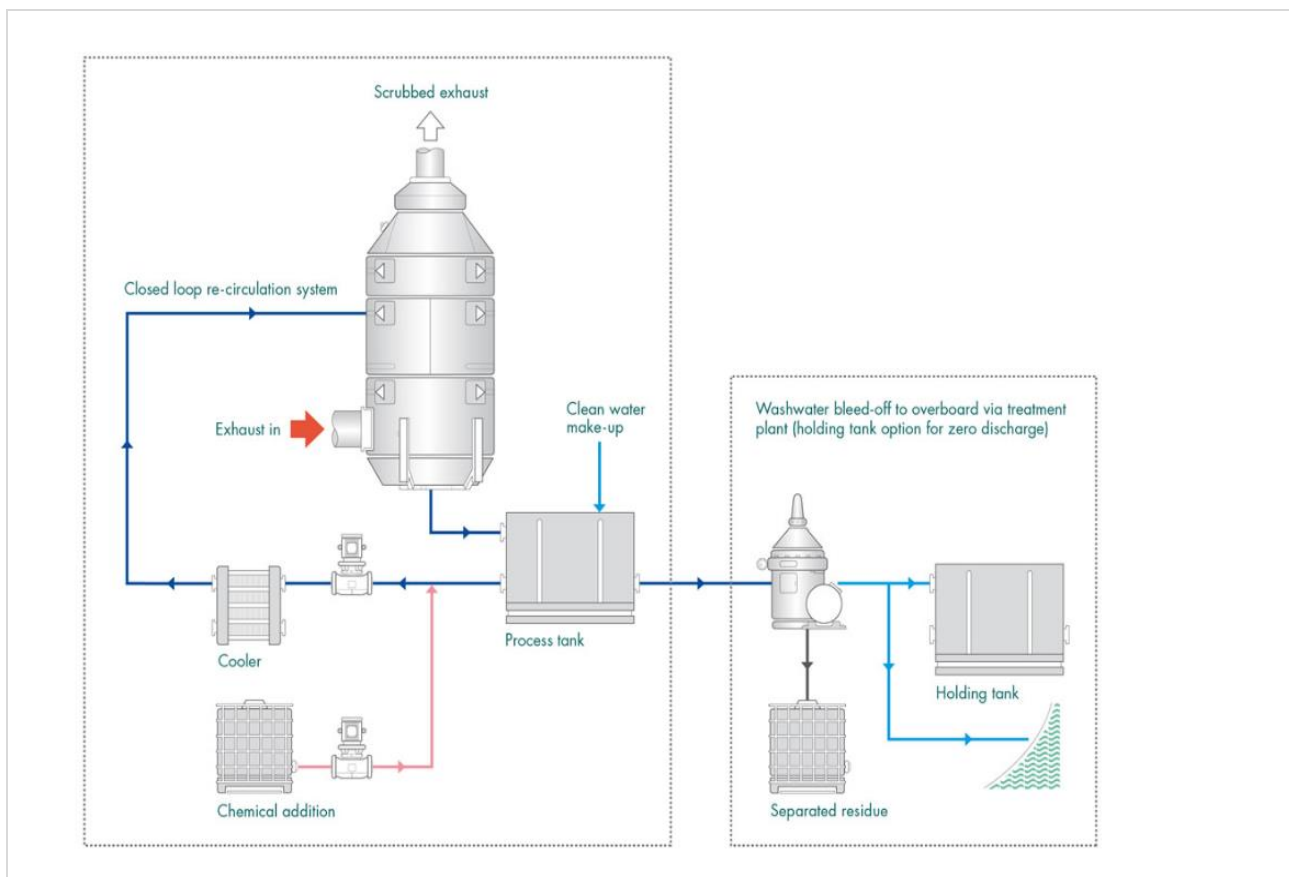 Scrubbed exhaust
Closed loop re-circulation system
Exhaust in
Clean water
make-up
Washwater bleed-off to overboard via treatment
plant (holding tank option for zero discharge)
Process tank
Cooler
Holding tank
Chemical addition
Separated residue